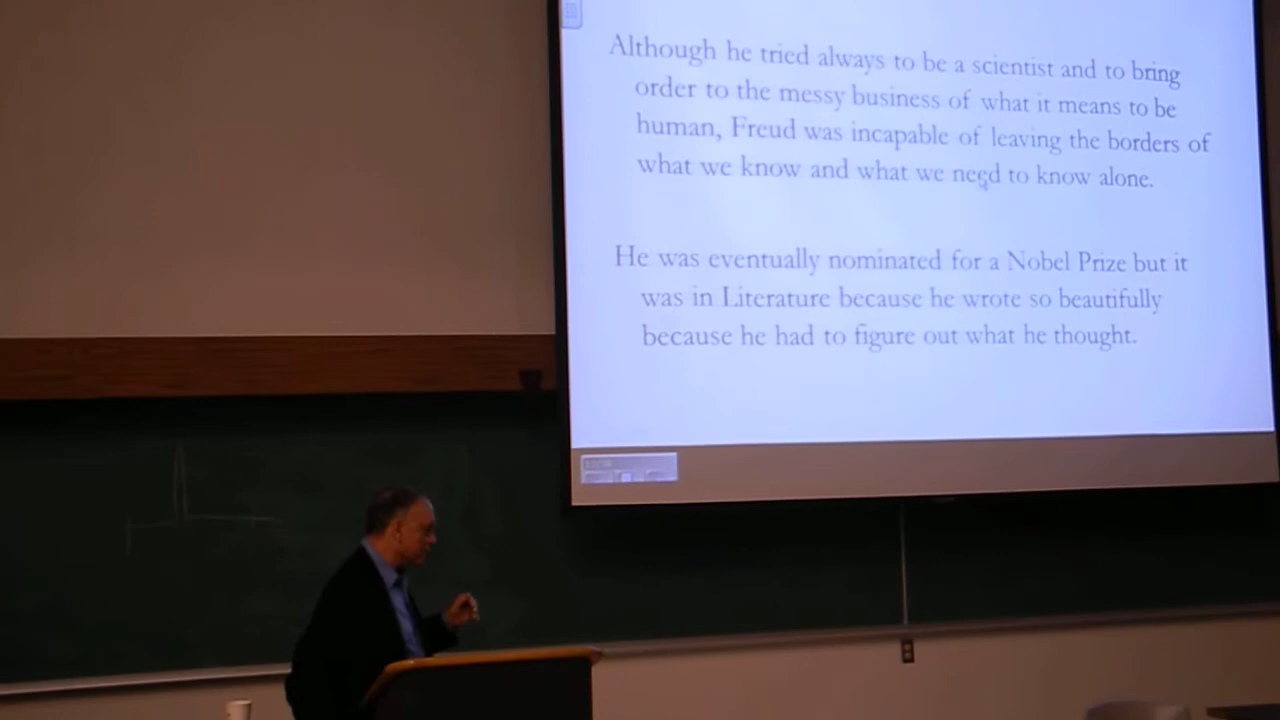 Although he tried always to be a scientist and to bring
order to the messy business of what it means to be
human, Freud was incapable of leaving the borders of
what we know and what we need to know alone.
He was eventually nominated for a Nobel Prize but it
was in Literature because he wrote so beautifully
because he had to figure out what he thought.